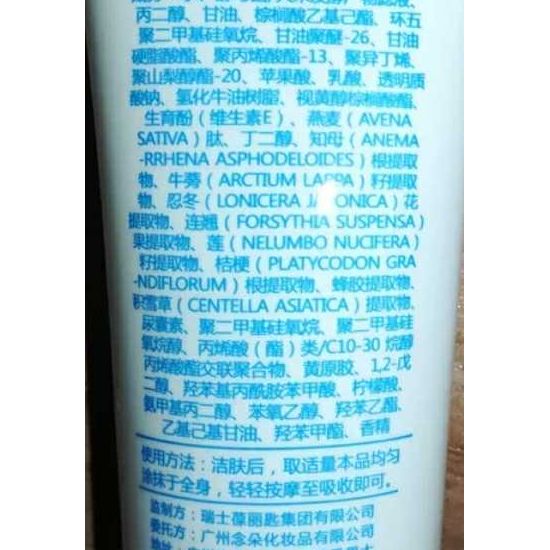 丙二醇、甘油、棕榈酸乙基己酯、环五
聚二甲基硅氧烷、甘油聚醚-26、甘油
硬脂酸酯、聚丙烯酸酯-13、聚异丁烯、
聚山梨醇酯-20、苹果酸、乳酸、透明质
酸钠、氢化牛油树脂、视黄醇棕榈酸酯、
生育酚（维生素E）、燕麦（AVENA
SATIVA）肽、丁二醇、知母（ANEMA
-RRHENA ASPHODELOIDES）根提取
物、牛蒡（ARCTIUM LAPPA）籽提取
物、忍冬（LONICERA JAPONICA）花
提取物、连翘（FORSYTHIA SUSPENSA）
果提取物、莲（NELUMBO NUCIFERA）
籽提取物、桔梗（PLATYCODON GRA
-NDIFLORUM）根提取物、蜂胶提取物、
积雪草（CENTELLA ASIATICA）提取物、
尿囊素、聚二甲基硅氧烷、聚二甲基硅
氧烷醇、丙烯酸（酯）类/C10-30 烷醇
丙烯酸酯交联聚合物、黄原胶、1,2-戊
二醇、羟苯基丙酰胺苯甲酸、柠檬酸、
氨甲基丙二醇、苯氧乙醇、羟苯乙酯、
乙基己基甘油、羟苯甲酯、香精
使用方法：洁肤后，取适量本品均匀
涂抹于全身，轻轻按摩至吸收即可。
监制方：瑞士葆丽匙集团有限公司
委托方：广州念朵化妆品有限公司